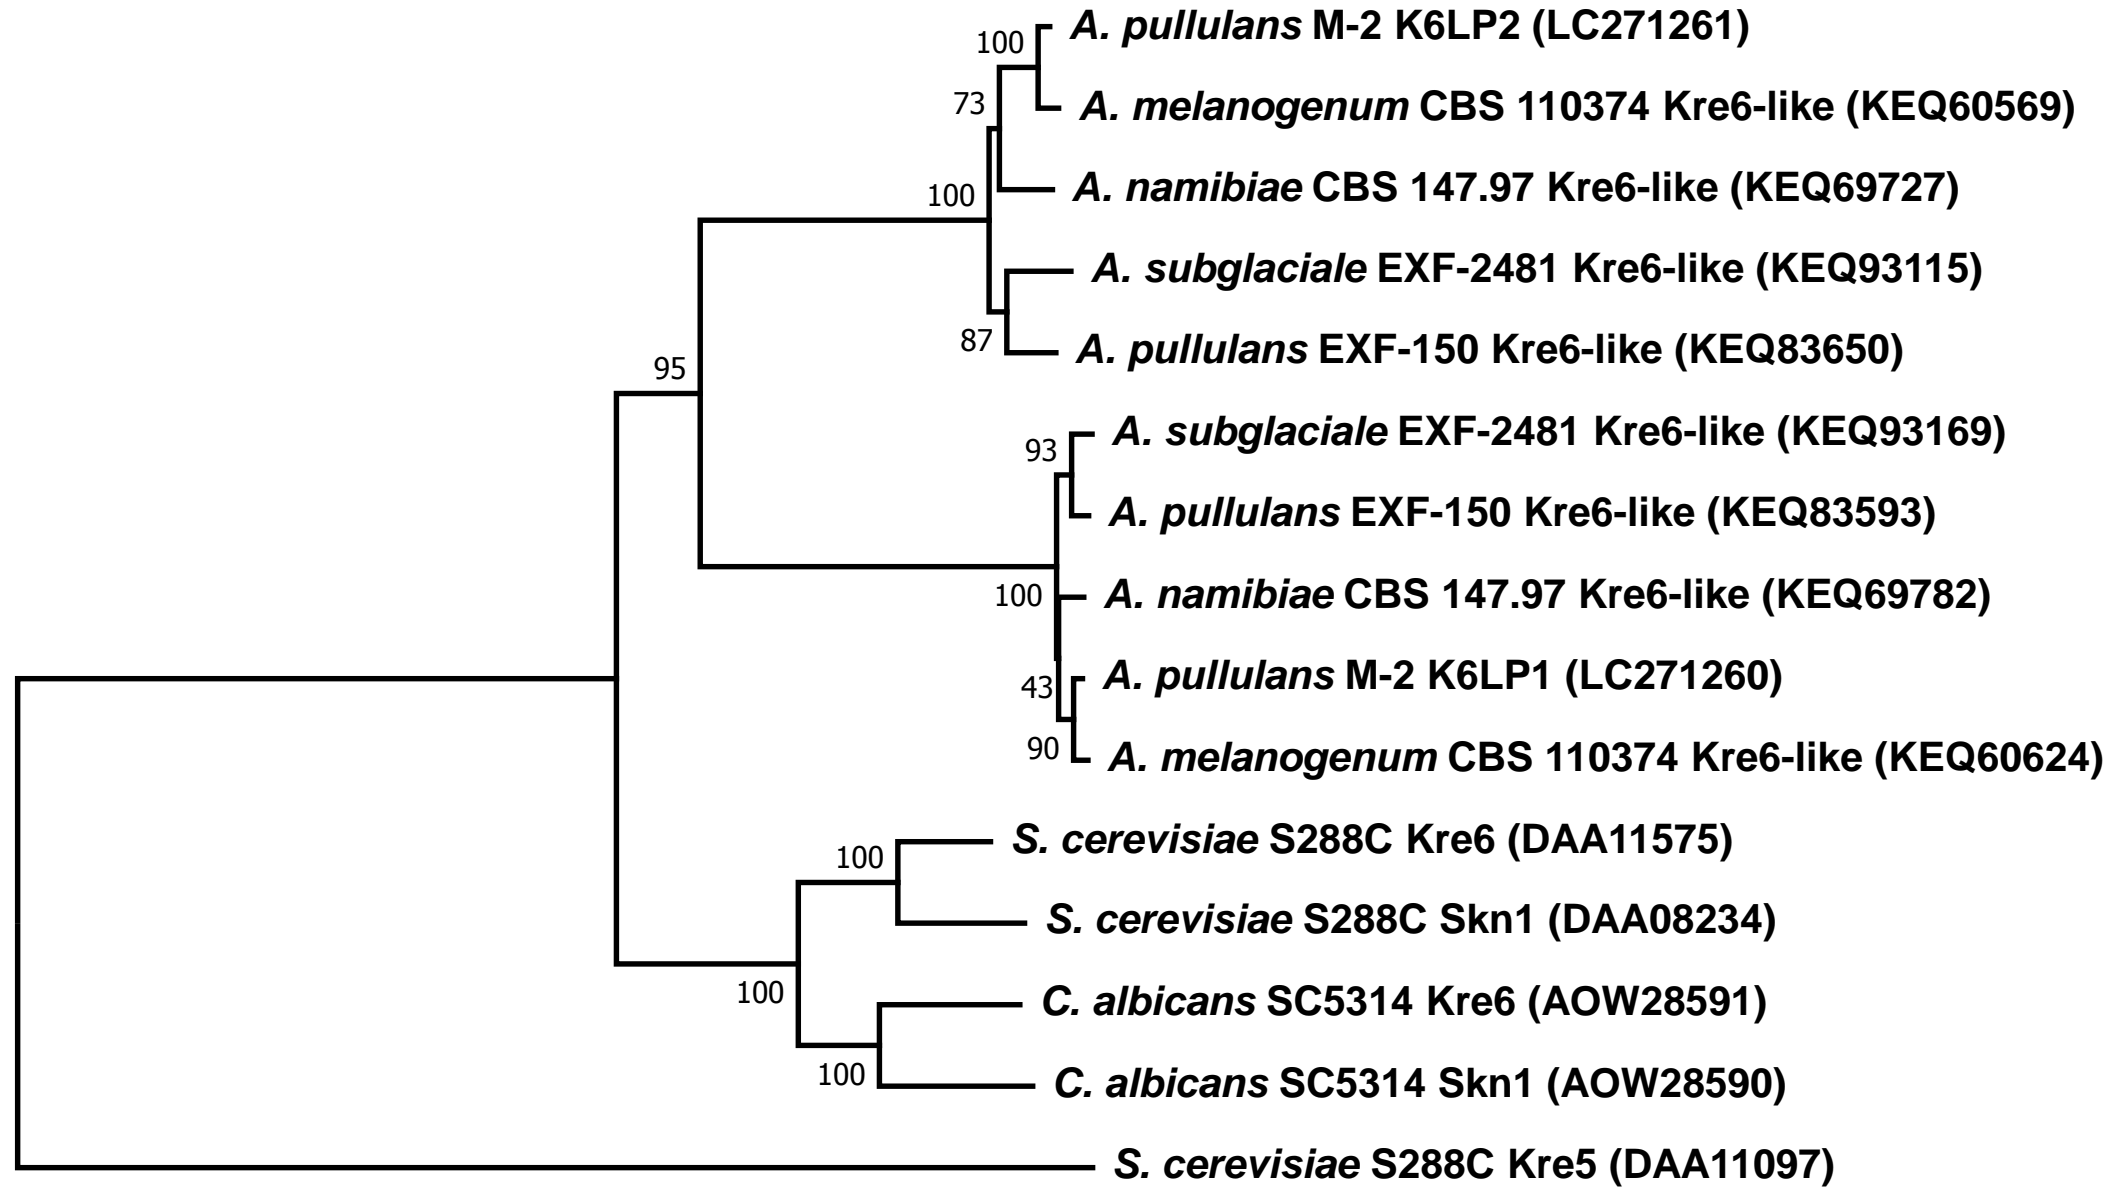 A. pullulans M-2 K6LP2 (LC271261)
100
A. melanogenum CBS 110374 Kre6-like (KEQ60569)
73
A. namibiae CBS 147.97 Kre6-like (KEQ69727)
100
A. subglaciale EXF-2481 Kre6-like (KEQ93115)
87
A. pullulans EXF-150 Kre6-like (KEQ83650)
95
A. subglaciale EXF-2481 Kre6-like (KEQ93169)
93
A. pullulans EXF-150 Kre6-like (KEQ83593)
100
A. namibiae CBS 147.97 Kre6-like (KEQ69782)
A. pullulans M-2 K6LP1 (LC271260)
43
90
A. melanogenum CBS 110374 Kre6-like (KEQ60624)
S. cerevisiae S288C Kre6 (DAA11575)
100
S. cerevisiae S288C Skn1 (DAA08234)
100
C. albicans SC5314 Kre6 (AOW28591)
100
C. albicans SC5314 Skn1 (AOW28590)
S. cerevisiae S288C Kre5 (DAA11097)